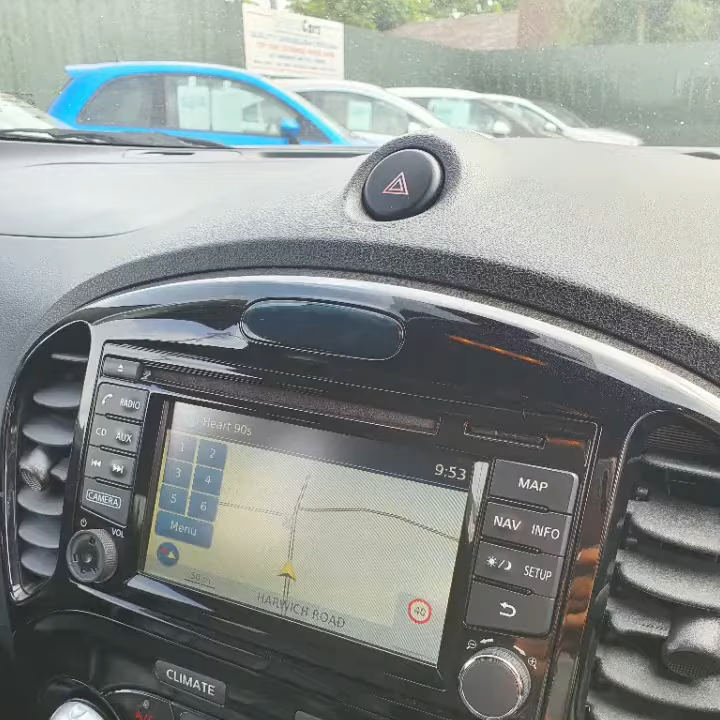 Cars
Heart 90s
9:53
1 2
3 4
5 6
Menu
HARWICH ROAD
40
RADIO
CD AUX
CAMERA
VOL
MAP
NAV INFO
SETUP
CLIMATE